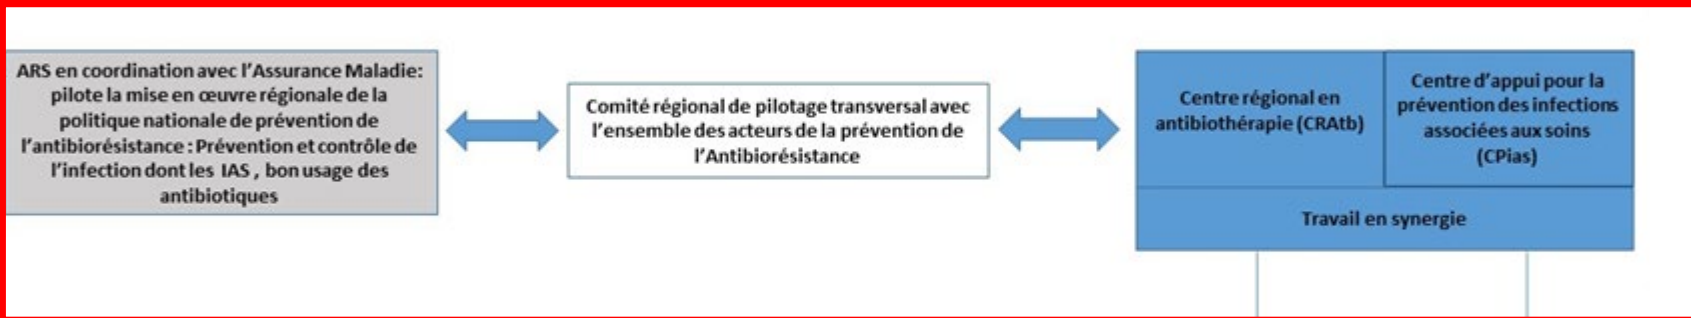 ARS en coordination avec l'Assurance Maladie:
pilote la mise en œuvre régionale de la
politique nationale de prévention de
l'antibiorésistance : Prévention et contrôle de
l'infection dont les IAS , bon usage des
antibiotiques
Comité régional de pilotage transversal avec
l'ensemble des acteurs de la prévention de
l'Antibiorésistance
Centre régional en
antibiothérapie (CRAtb)
Centre d'appui pour la
prévention des infections
associées aux soins
(CPias)
Travail en synergie